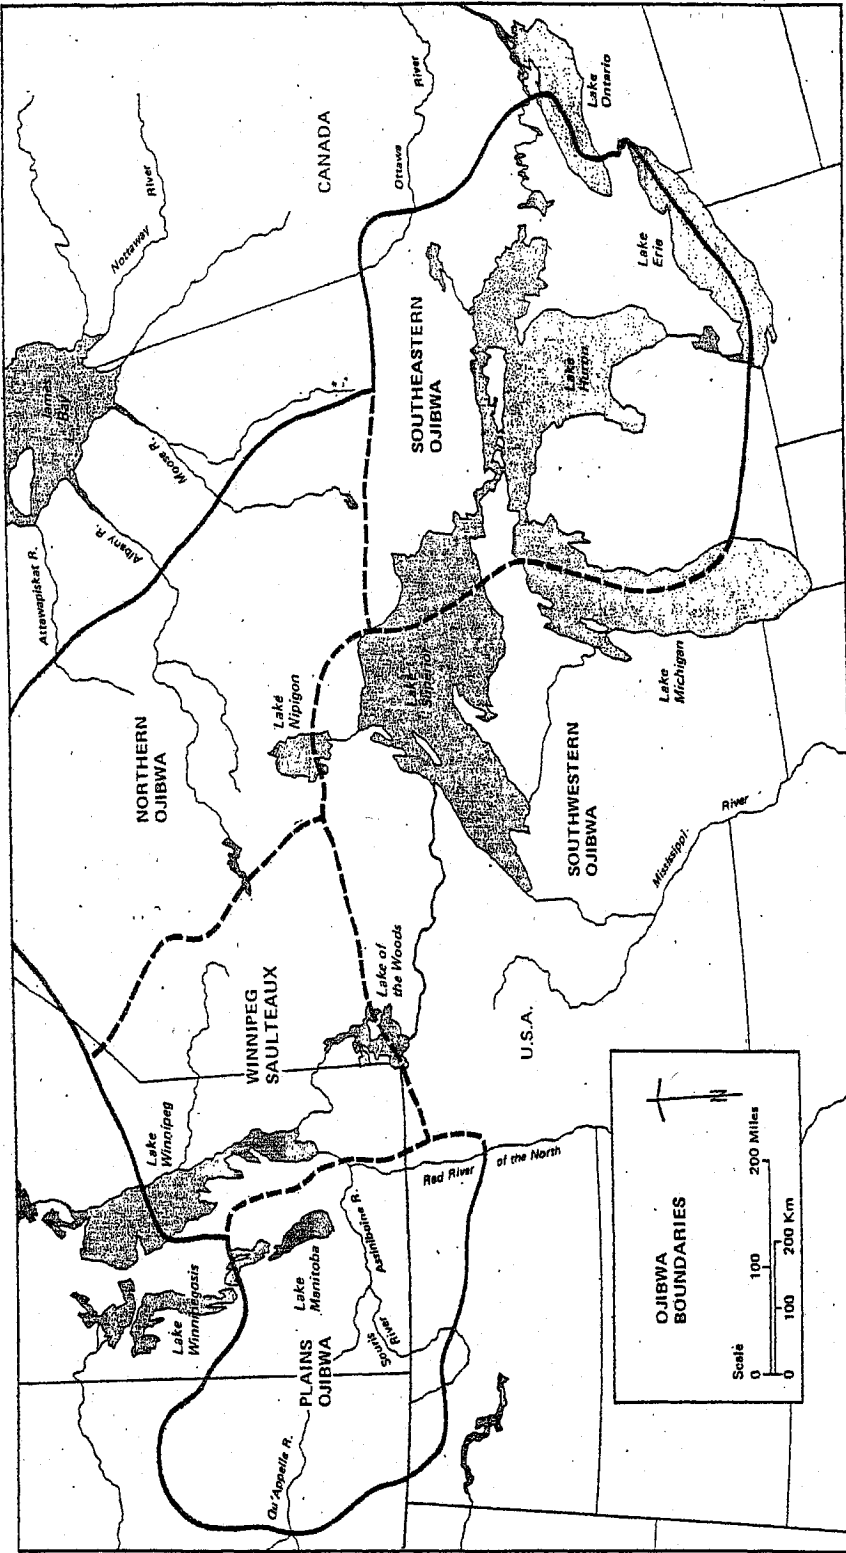 James
Bay
Attawapiskat R.
Albany R.
Moose R.
Nottaway
River
NORTHERN
OJIBWA
Lake
Winnipeg
Lake
Winnipegosis
Lake
Nipigon
CANADA
WINNIPEG
SAULTEAUX
Qu'Appelle R.
PLAINS
OJIBWA
Lake
Manitoba
Assiniboine R.
Souris
River
Lake of
the Woods
Lake
Superior
SOUTHEASTERN
OJIBWA
Ottawa
River
Red River
of the North
U.S.A.
SOUTHWESTERN
OJIBWA
Mississippi
River
Lake
Michigan
Lake
Huron
Lake
Erie
Lake
Ontario
OJIBWA
BOUNDARIES
N
Scale
0 100 200 Miles
0 100 200 Km